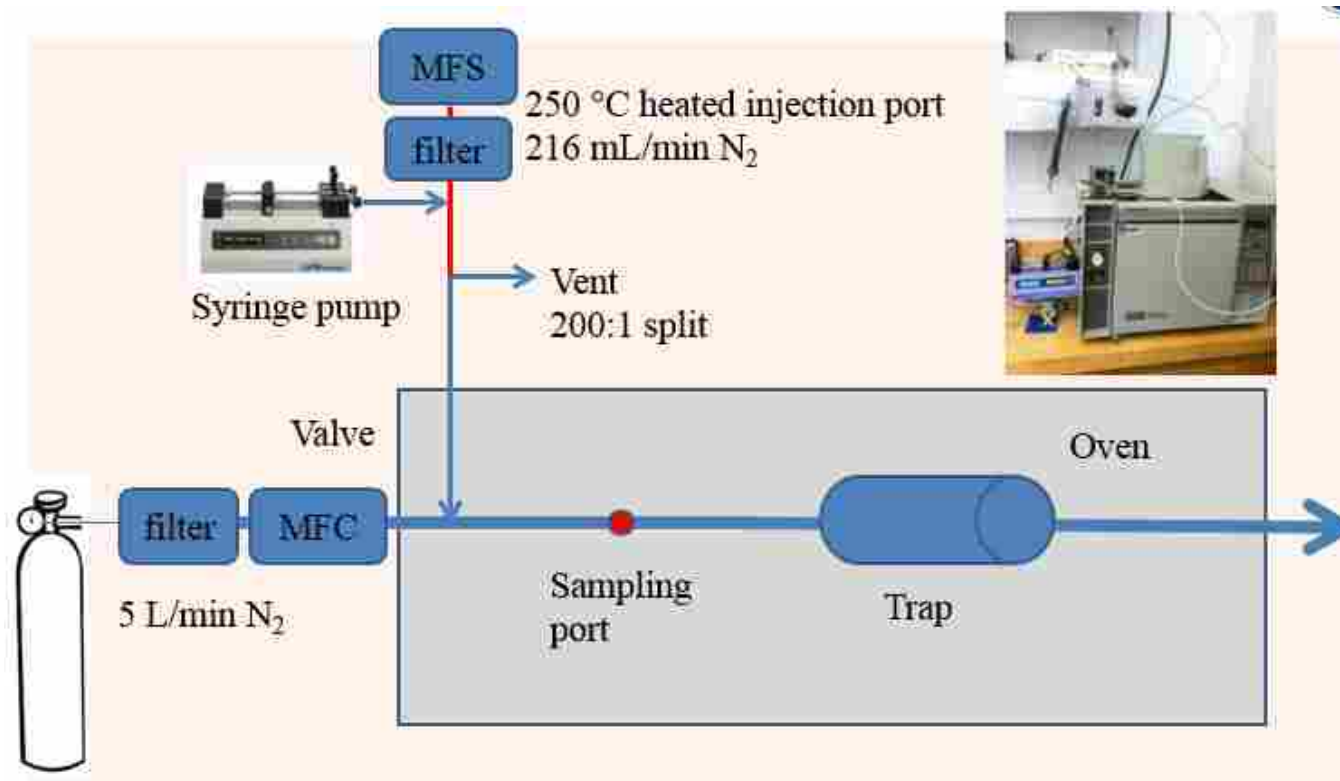 MFS
250 °C heated injection port
filter
216 mL/min N₂
Syringe pump
Vent
200:1 split
Valve
Oven
filter
MFC
5 L/min N₂
Sampling
port
Trap